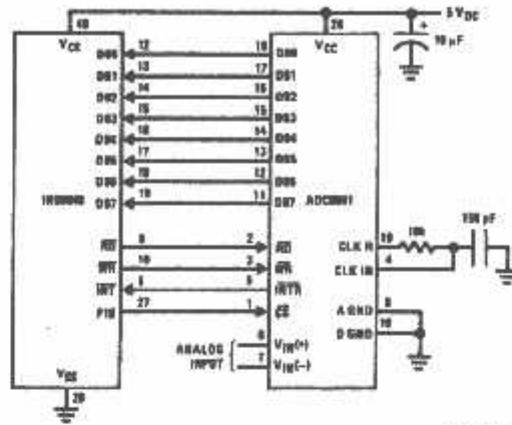 40
20
5 VDC
VCC
VCC
+
10 µF
DB0 12 18 DB0
DB1 13 17 DB1
DB2 14 16 DB2
DB3 15 15 DB3
DB4 16 14 DB4
DB5 17 13 DB5
DB6 18 12 DB6
DB7 19 11 DB7
ADC0801
150 pF
RD 8 2 RD
CLK R 19 10k
WR 10 3 WR
CLK IN 4
INT 6 5 INTR
P10 27 1 CS
A GND 8
D GND 10
ANALOG
INPUT
6 VIN(+)
7 VIN(−)
VSS
20